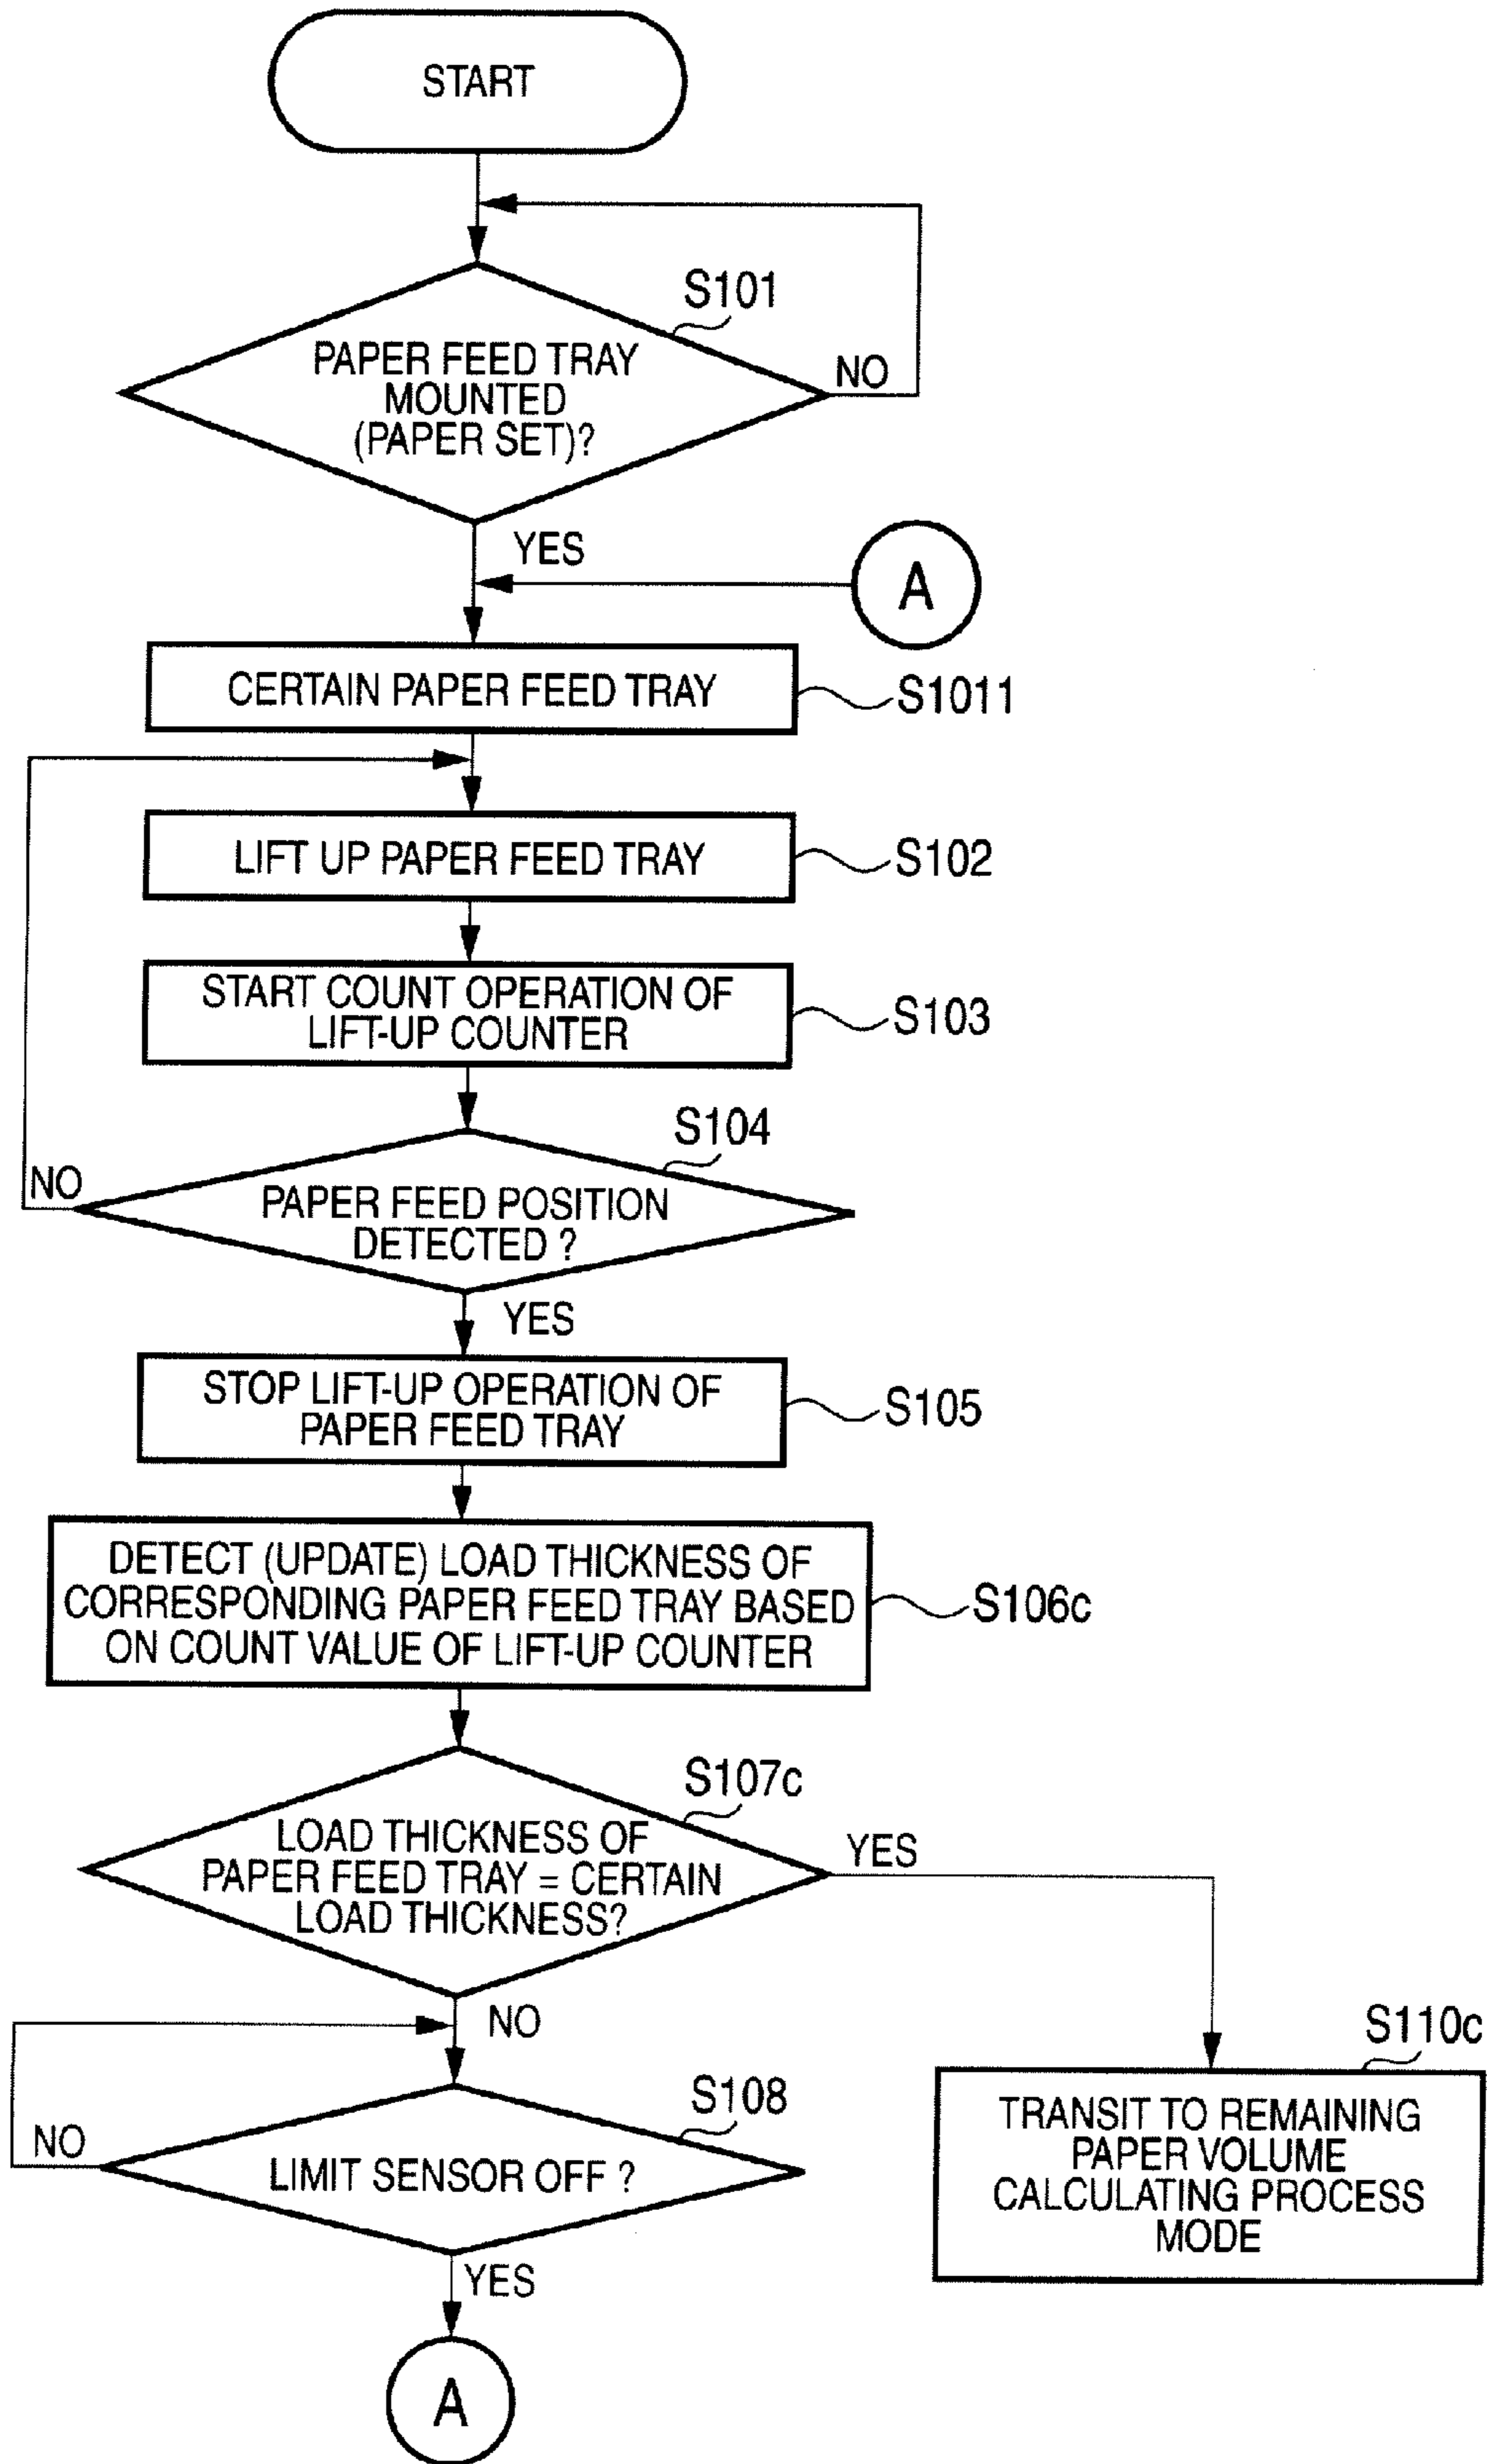 START
S101
PAPER FEED TRAY
MOUNTED
(PAPER SET)?
NO
YES
A
CERTAIN PAPER FEED TRAY
S1011
LIFT UP PAPER FEED TRAY
S102
START COUNT OPERATION OF
LIFT-UP COUNTER
S103
S104
NO
PAPER FEED POSITION
DETECTED ?
YES
STOP LIFT-UP OPERATION OF
PAPER FEED TRAY
S105
DETECT (UPDATE) LOAD THICKNESS OF
CORRESPONDING PAPER FEED TRAY BASED
ON COUNT VALUE OF LIFT-UP COUNTER
S106c
S107c
LOAD THICKNESS OF
PAPER FEED TRAY = CERTAIN
LOAD THICKNESS?
YES
NO
S110c
TRANSIT TO REMAINING
PAPER VOLUME
CALCULATING PROCESS
MODE
S108
NO
LIMIT SENSOR OFF ?
YES
A